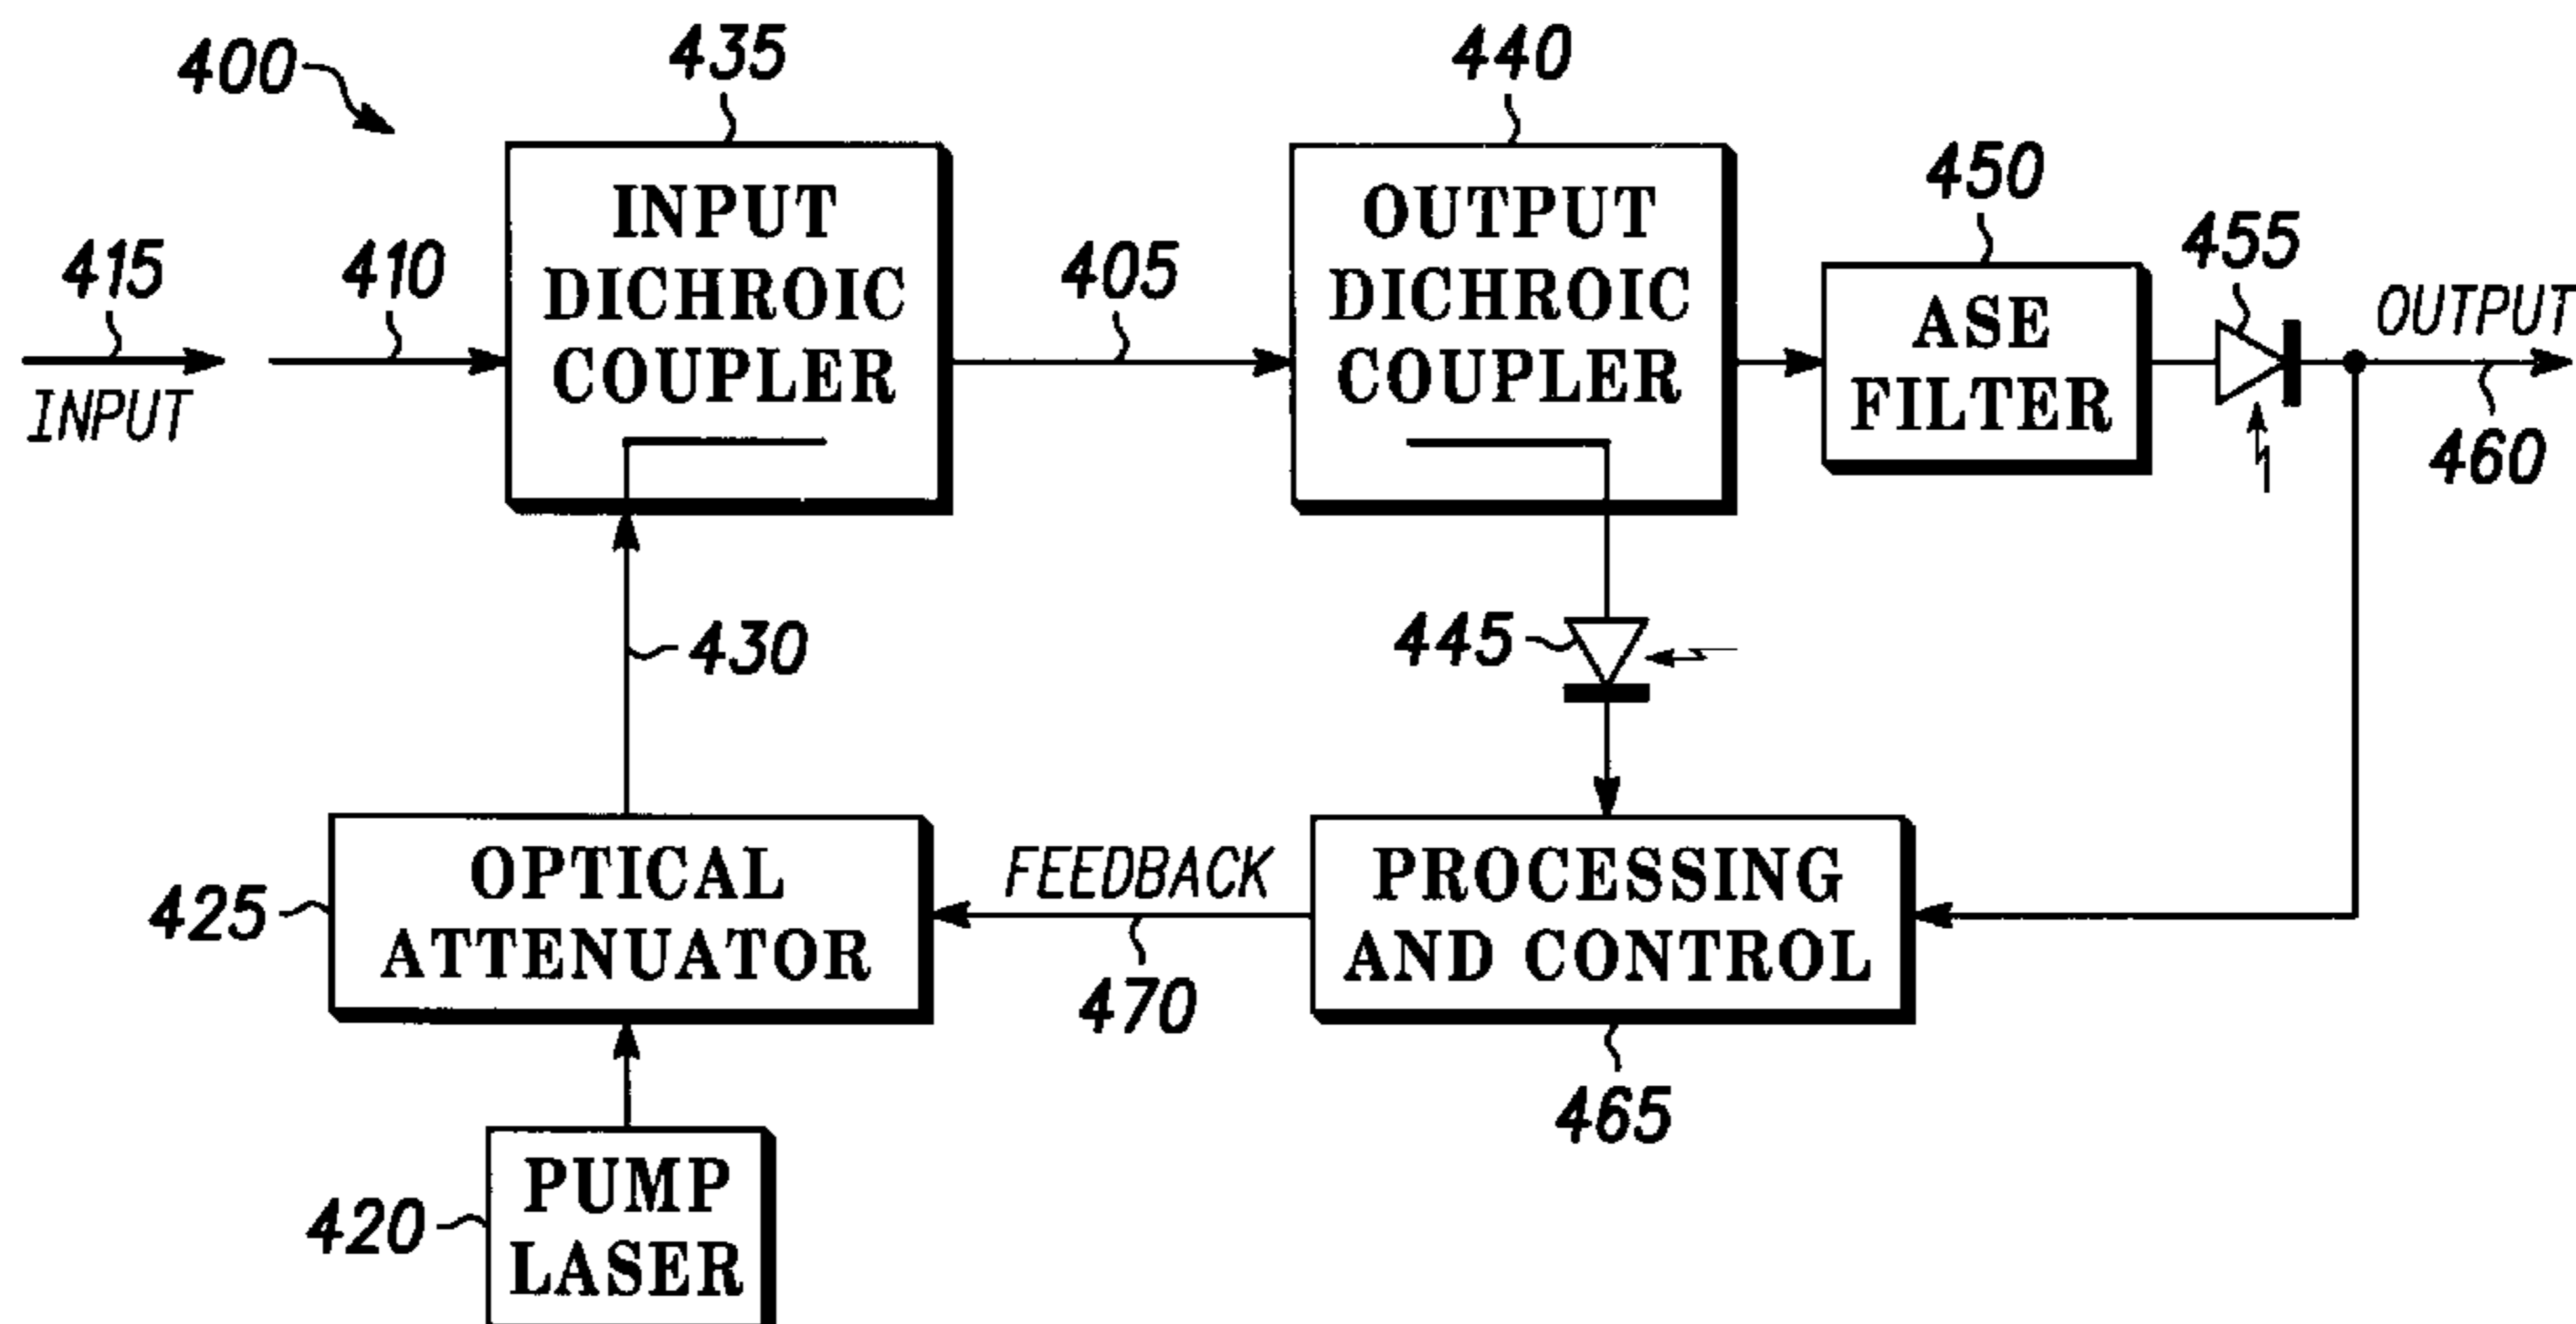 400
435
440
450
455
415
410
405
INPUT
DICHROIC
COUPLER
OUTPUT
DICHROIC
COUPLER
ASE
FILTER
OUTPUT
INPUT
460
430
445
425
OPTICAL
ATTENUATOR
FEEDBACK
470
PROCESSING
AND CONTROL
465
420
PUMP
LASER